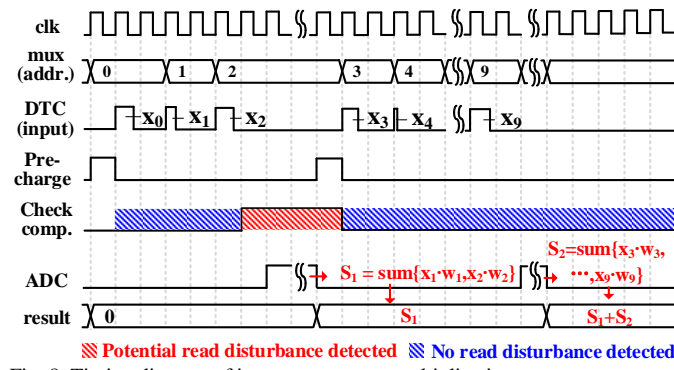 clk
mux
(addr.)
0 1 2 3 4 9
DTC
(input)
x0 x1 x2 x3 x4 x9
Pre-
charge
Check
comp.
ADC
S1 = sum{x1·w1,x2·w2}
S2=sum{x3·w3,
···,x9·w9}
result
0 S1 S1+S2
Potential read disturbance detected No read disturbance detected